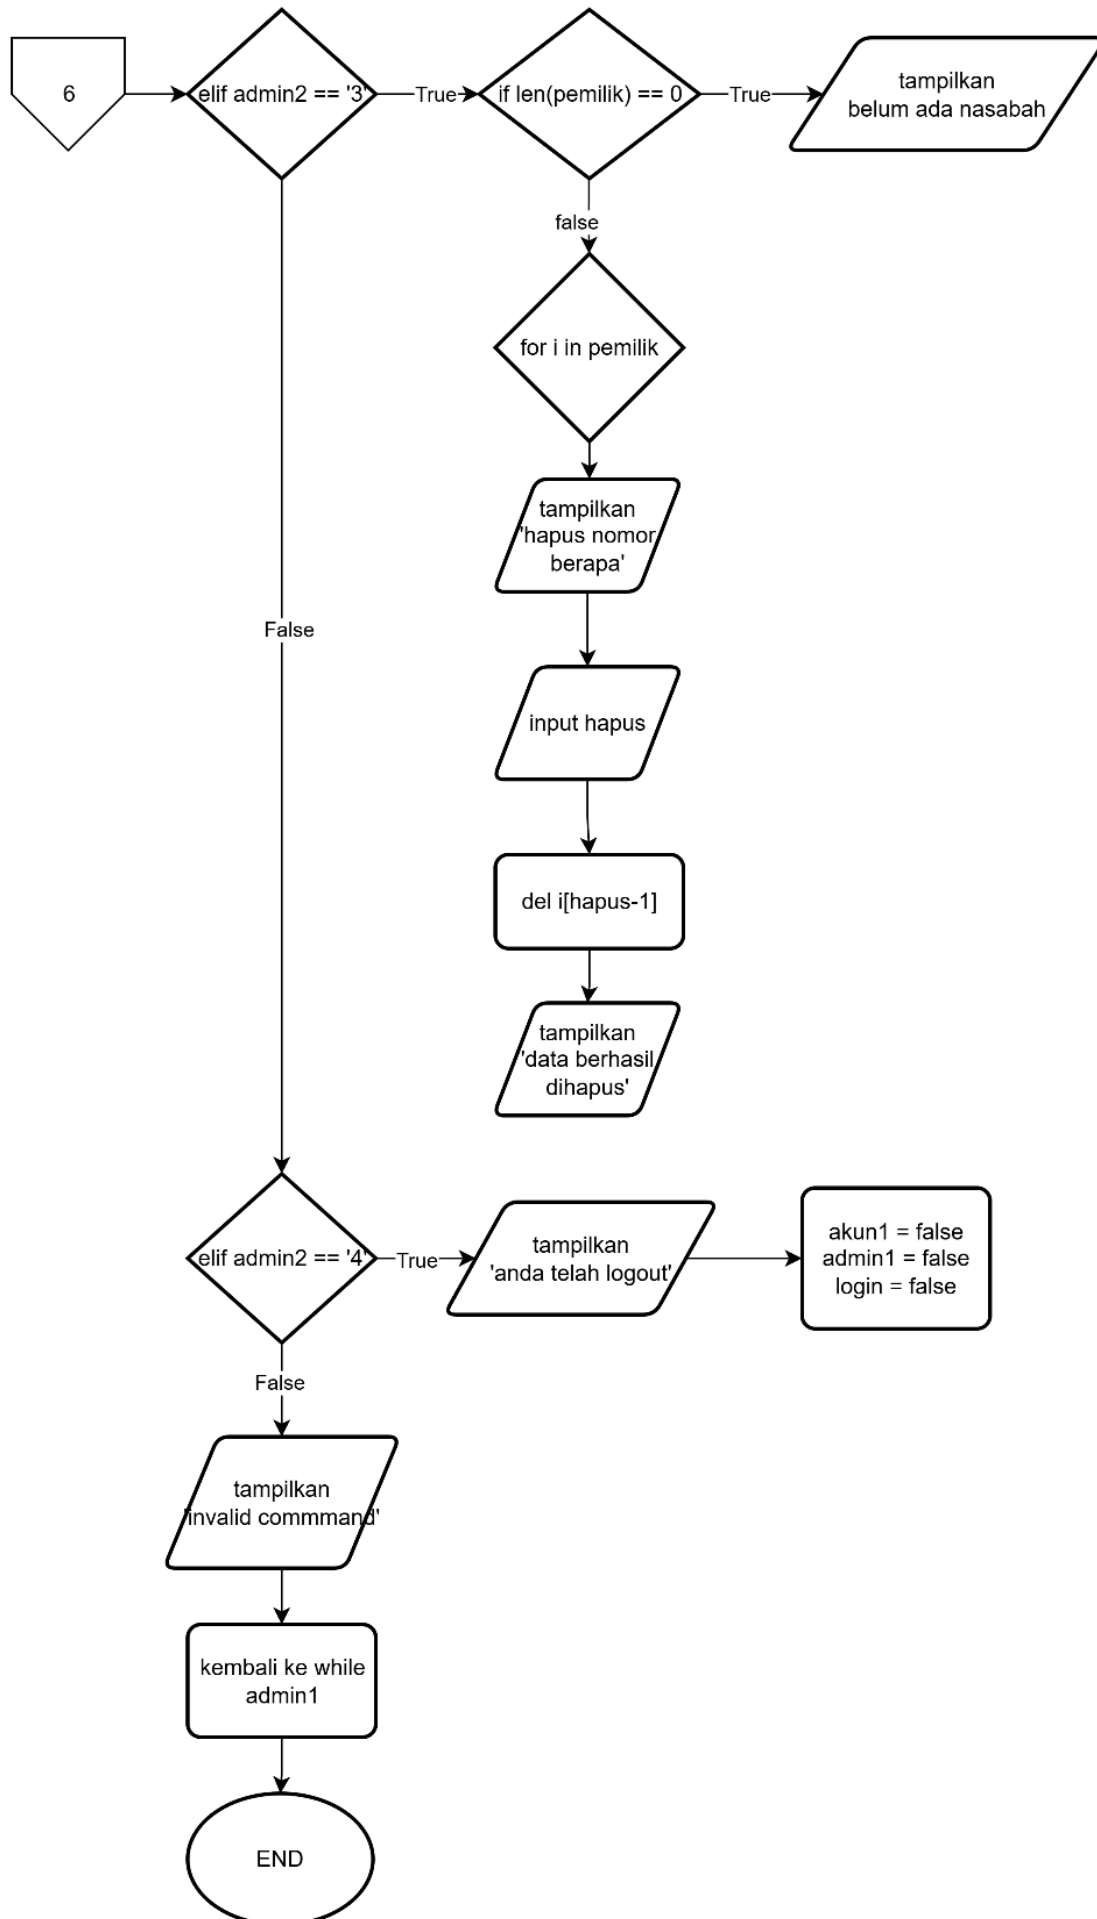 6
elif admin2 == '3'
True
if len(pemilik) == 0
True
tampilkan
belum ada nasabah
false
for i in pemilik
tampilkan
'hapus nomor
berapa'
input hapus
del i[hapus-1]
tampilkan
'data berhasil
dihapus'
False
elif admin2 == '4'
True
tampilkan
'anda telah logout'
akun1 = false
admin1 = false
login = false
False
tampilkan
'invalid commmand'
kembali ke while
admin1
END